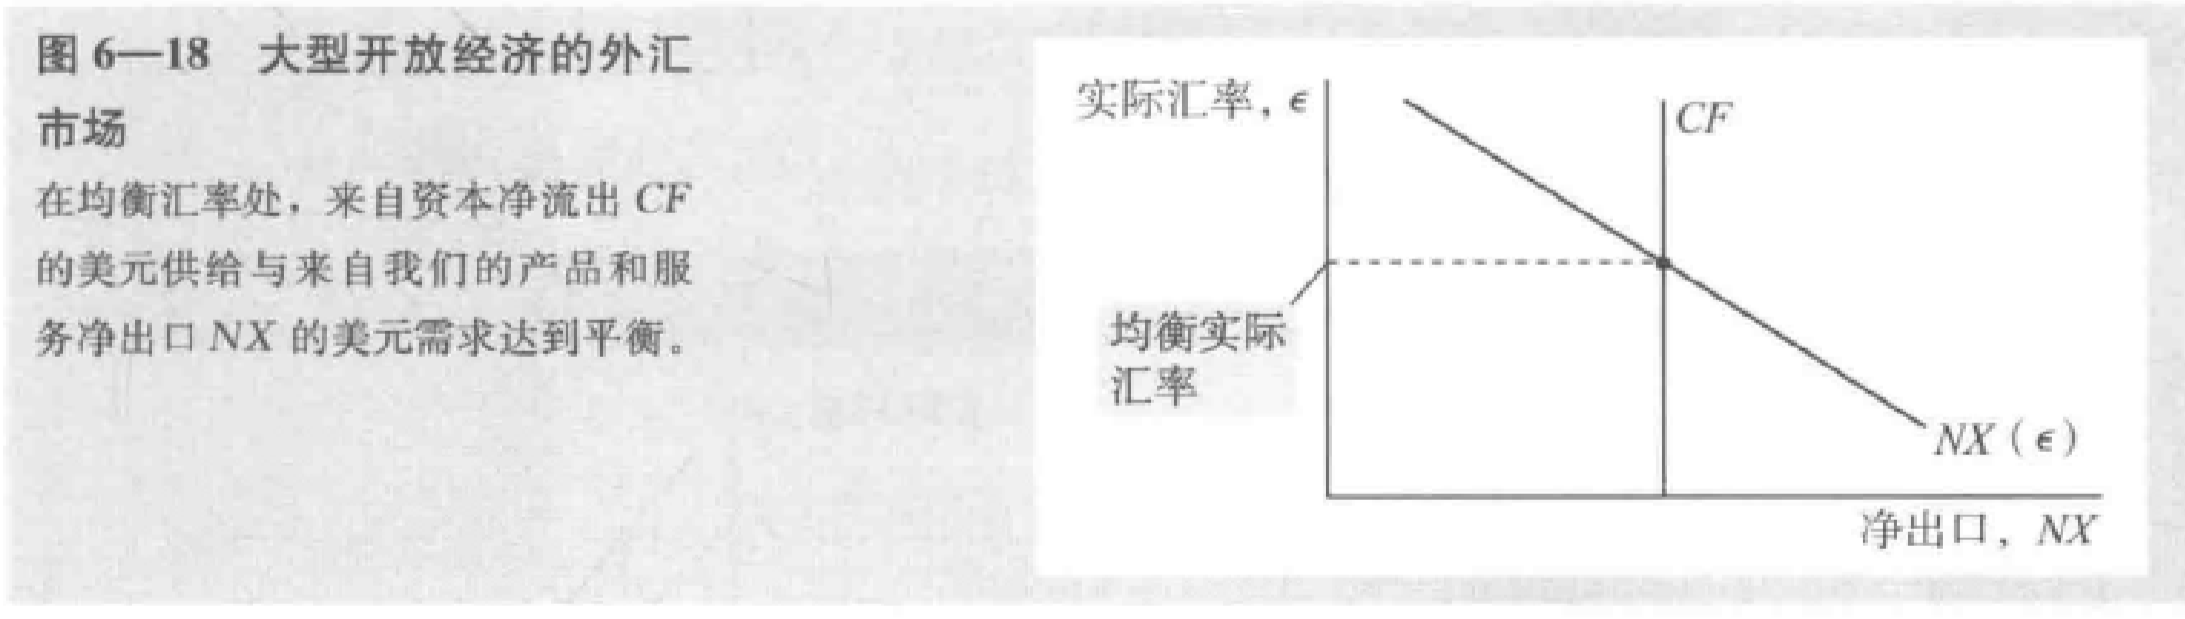 图 6—18 大型开放经济的外汇
市场
在均衡汇率处，来自资本净流出 CF
的美元供给与来自我们的产品和服
务净出口 NX 的美元需求达到平衡。
实际汇率，ϵ
CF
均衡实际
汇率
NX（ϵ）
净出口，NX